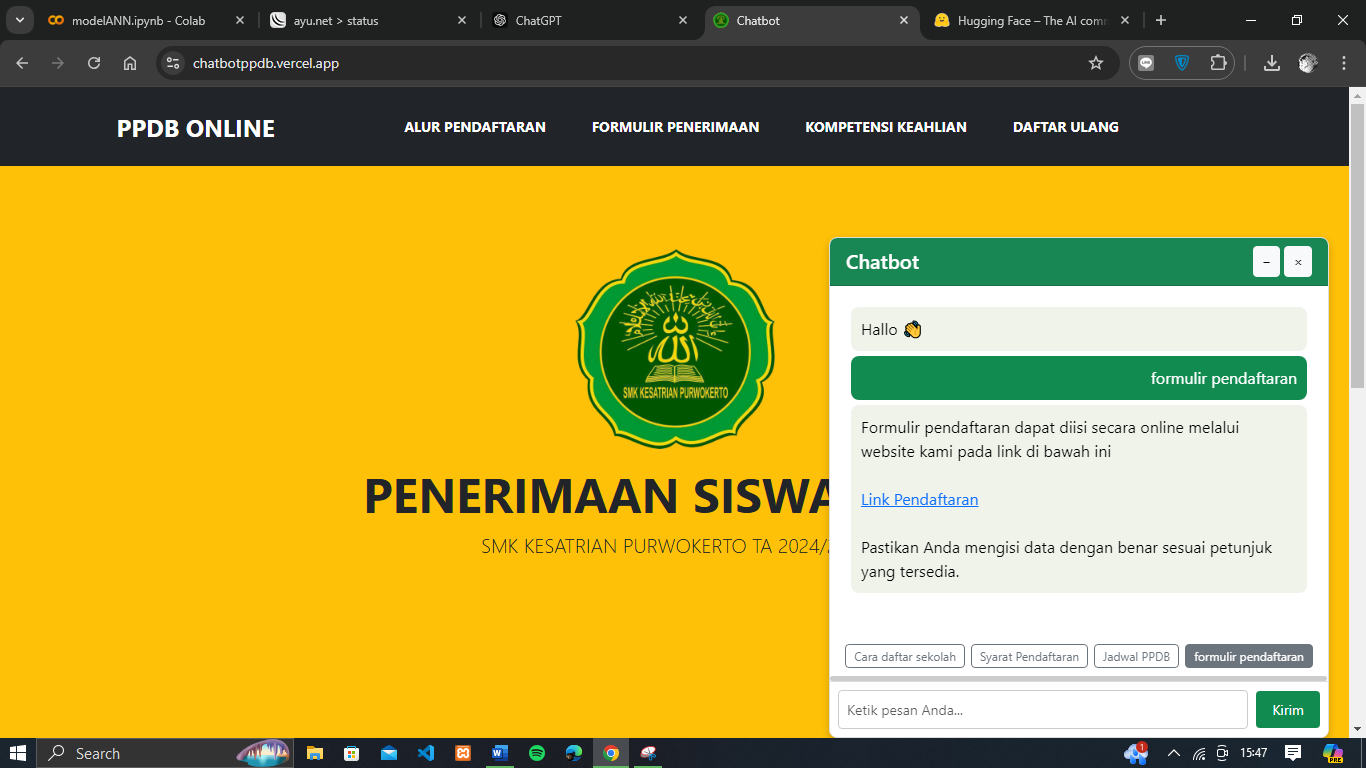 modelANN.ipynb - Colab
ayu.net > status
ChatGPT
Chatbot
Hugging Face – The AI com
chatbotppdb.vercel.app
PPDB ONLINE
ALUR PENDAFTARAN
FORMULIR PENERIMAAN
KOMPETENSI KEAHLIAN
DAFTAR ULANG
SMK KESATRIAN PURWOKERTO
PENERIMAAN SISWA
SMK KESATRIAN PURWOKERTO TA 2024/2
Chatbot
Hallo 👏
formulir pendaftaran
Formulir pendaftaran dapat diisi secara online melalui
website kami pada link di bawah ini
Link Pendaftaran
Pastikan Anda mengisi data dengan benar sesuai petunjuk
yang tersedia.
Cara daftar sekolah
Syarat Pendaftaran
Jadwal PPDB
formulir pendaftaran
Ketik pesan Anda...
Kirim
Search
1
15:47
PRE